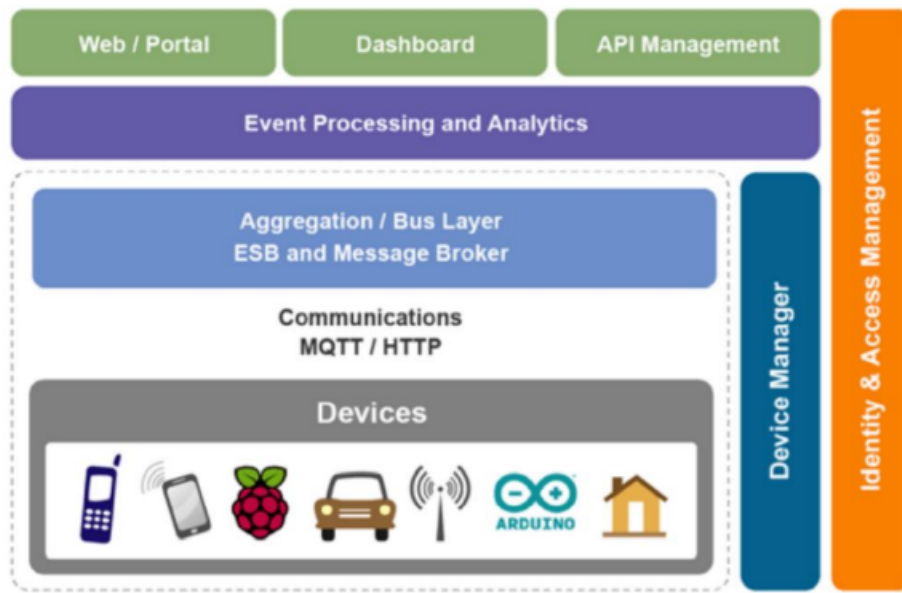 Web / Portal
Dashboard
API Management
Event Processing and Analytics
Aggregation / Bus Layer
ESB and Message Broker
Communications
MQTT / HTTP
Devices
ARDUINO
Device Manager
Identity & Access Management